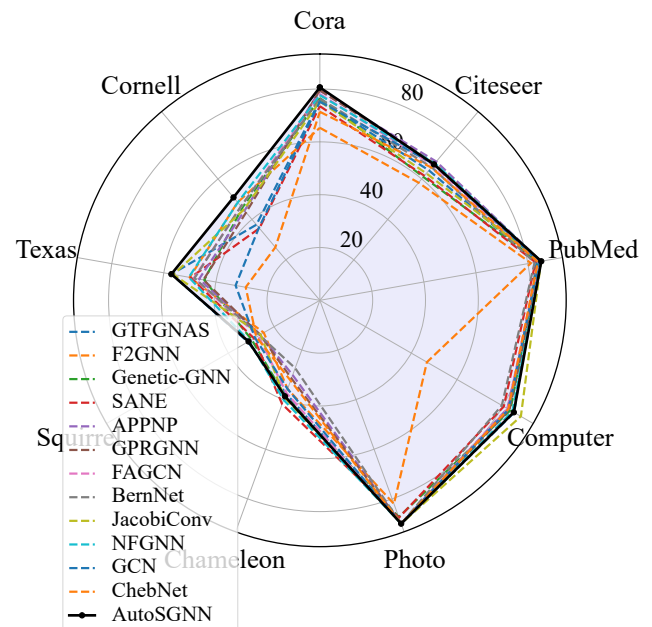 Cora
Cornell
80
Citeseer
40
20
Texas
PubMed
GTFGNAS
F2GNN
Genetic-GNN
SANE
APPNP
Squirrel
Computer
GPRGNN
FAGCN
BernNet
JacobiConv
NFGNN
Chameleon
Photo
GCN
ChebNet
AutoSGNN